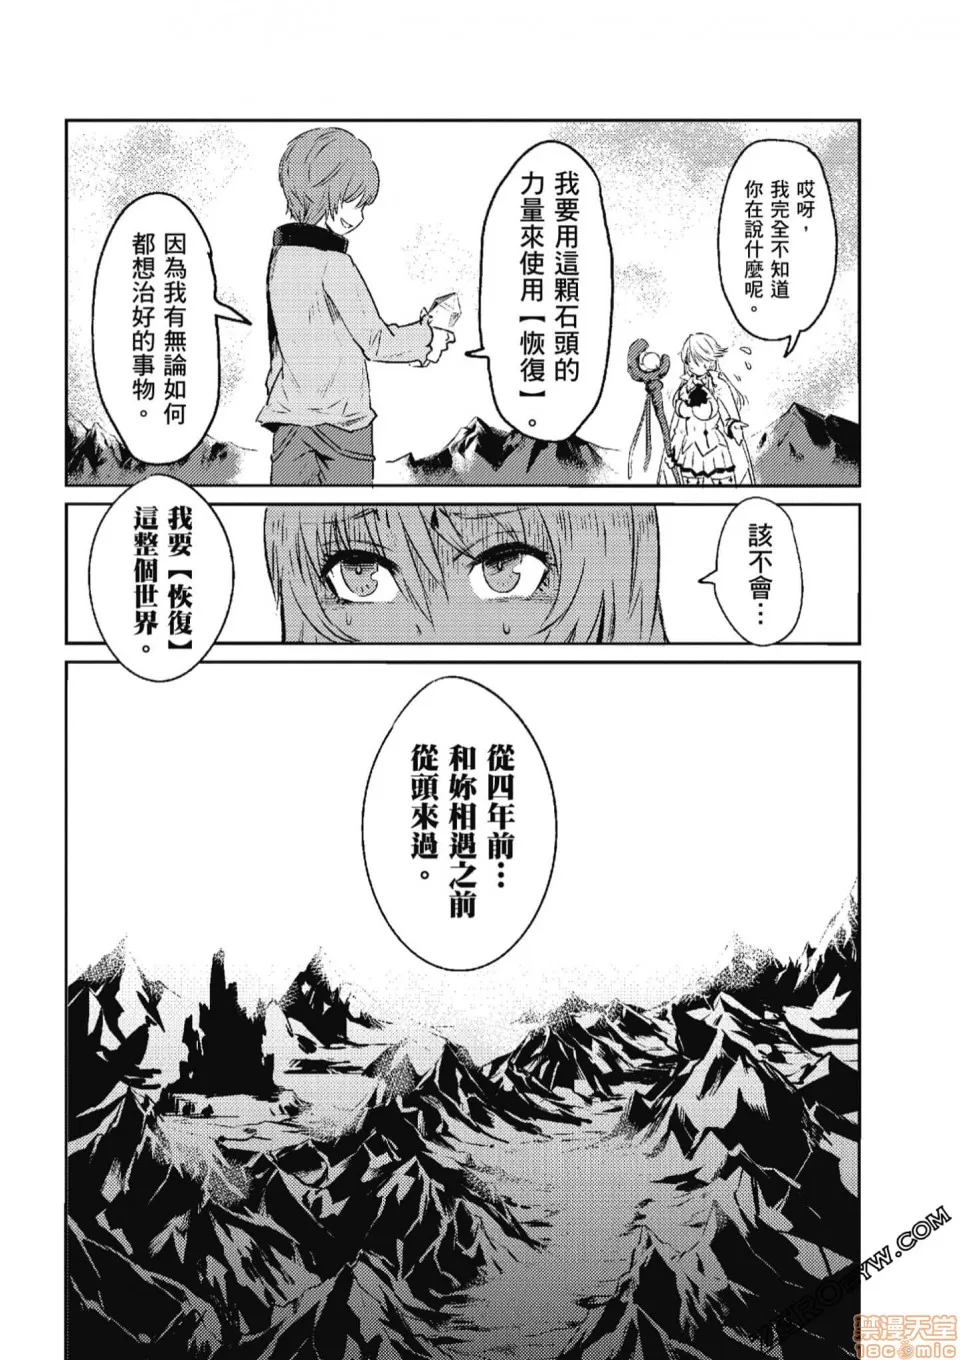 哎呀，
我完全不知道
你在說什麼呢。
我要用這顆石頭的
力量來使用【恢復】。
因為我有無論如何
都想治好的事物。
該不會…
我要【恢復】
這整個世界。
從四年前…
和妳相遇之前
從頭來過。
ZEROBYW.COM
禁漫天堂
18comic